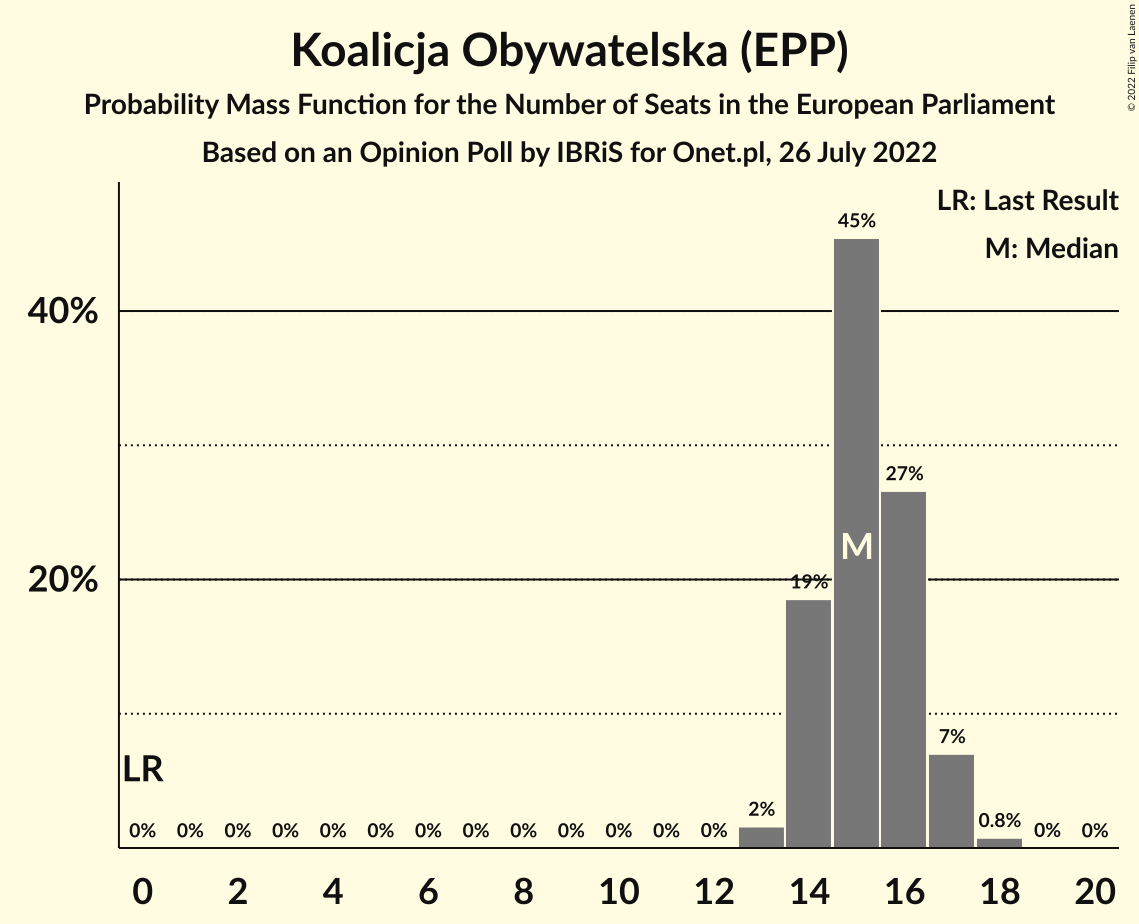 Koalicja Obywatelska (EPP)
Probability Mass Function for the Number of Seats in the European Parliament
Based on an Opinion Poll by IBRiS for Onet.pl, 26 July 2022
© 2022 Filip van Laenen
LR: Last Result
M: Median
45%
40%
27%
M
20%
19%
7%
LR
2%
0.8%
0% 0% 0% 0% 0% 0% 0% 0% 0% 0% 0% 0% 0% 0% 0%
0 2 4 6 8 10 12 14 16 18 20